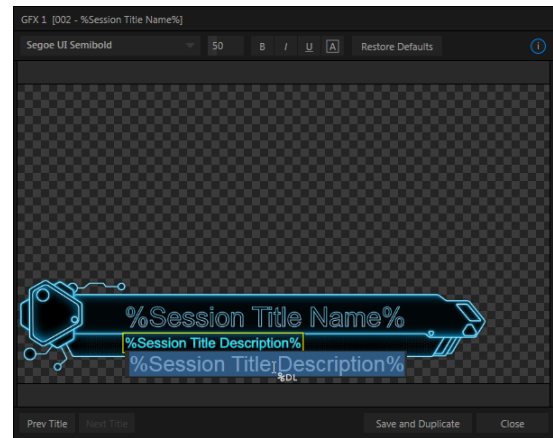 GFX 1 [002 - %Session Title Name%]
Segoe UI Semibold 50 B I U A Restore Defaults i
%Session Title Name%
%Session Title Description%
%Session Title Description%
%DL
Prev Title Next Title Save and Duplicate Close